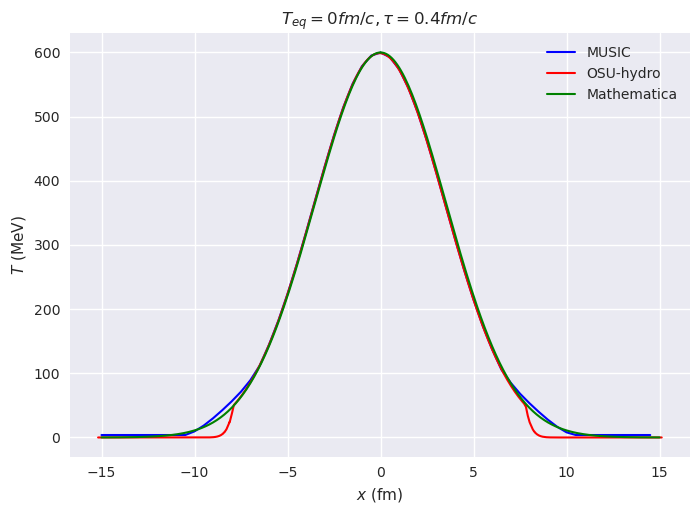 T_eq = 0fm/c, τ = 0.4fm/c
MUSIC
OSU-hydro
Mathematica
600
500
400
300
200
100
0
T (MeV)
−15
−10
−5
0
5
10
15
x (fm)